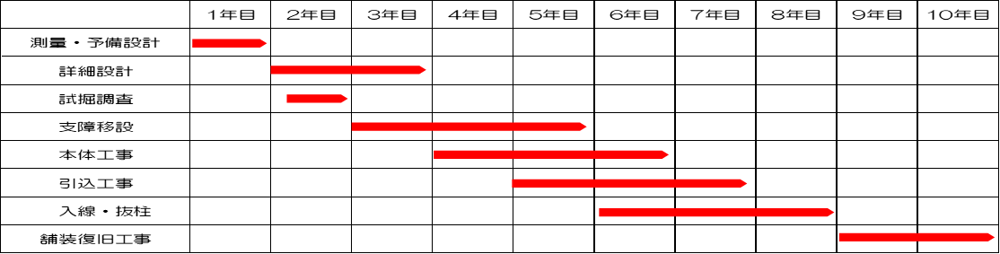 1年目 2年目 3年目 4年目 5年目 6年目 7年目 8年目 9年目 10年目
測量・予備設計
詳細設計
試掘調査
支障移設
本体工事
引込工事
入線・抜柱
舗装復旧工事